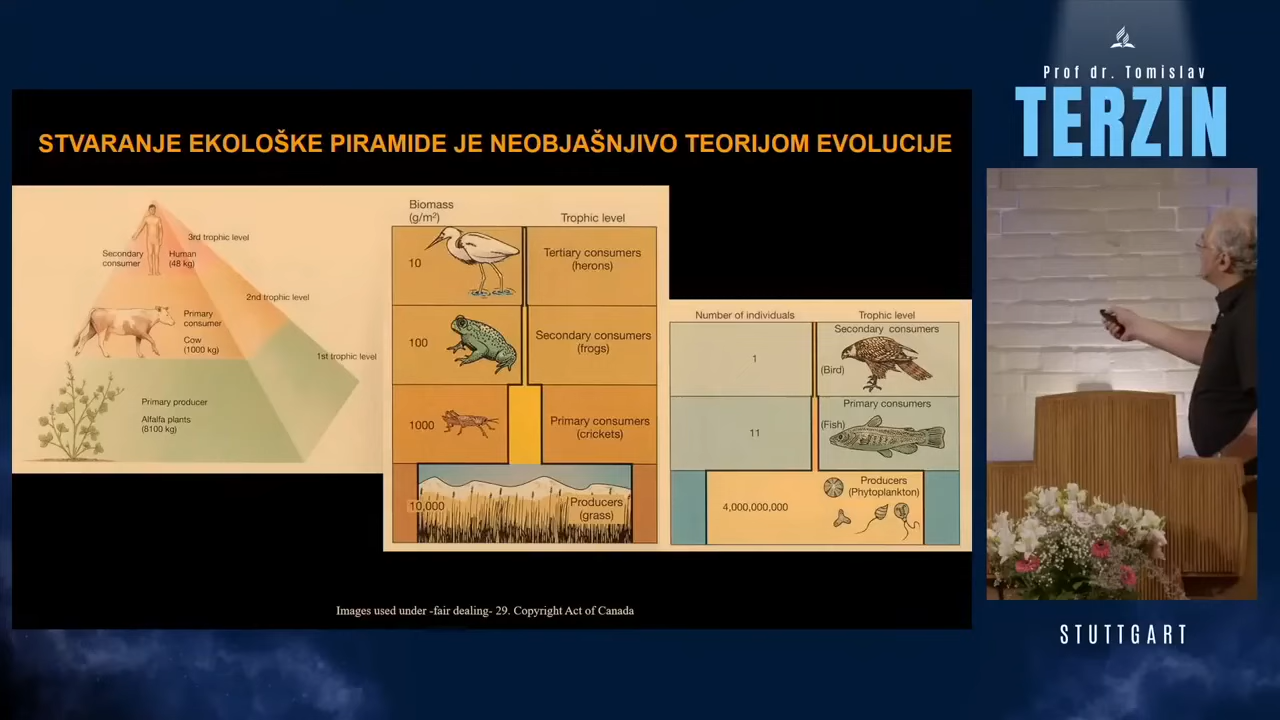 Prof dr. Tomislav
TERZIN
STVARANJE EKOLOŠKE PIRAMIDE JE NEOBJAŠNJIVO TEORIJOM EVOLUCIJE
3rd trophic level
Secondary
consumer
Human
(48 kg)
2nd trophic level
Primary
consumer
Cow
(1000 kg)
1st trophic level
Primary producer
Alfalfa plants
(8100 kg)
Biomass
(g/m²)
Trophic level
10
Tertiary consumers
(herons)
100
Secondary consumers
(frogs)
1000
Primary consumers
(crickets)
10,000
Producers
(grass)
Number of individuals
Trophic level
1
Secondary consumers
(Bird)
11
Primary consumers
(Fish)
4,000,000,000
Producers
(Phytoplankton)
Images used under -fair dealing- 29. Copyright Act of Canada
STUTTGART